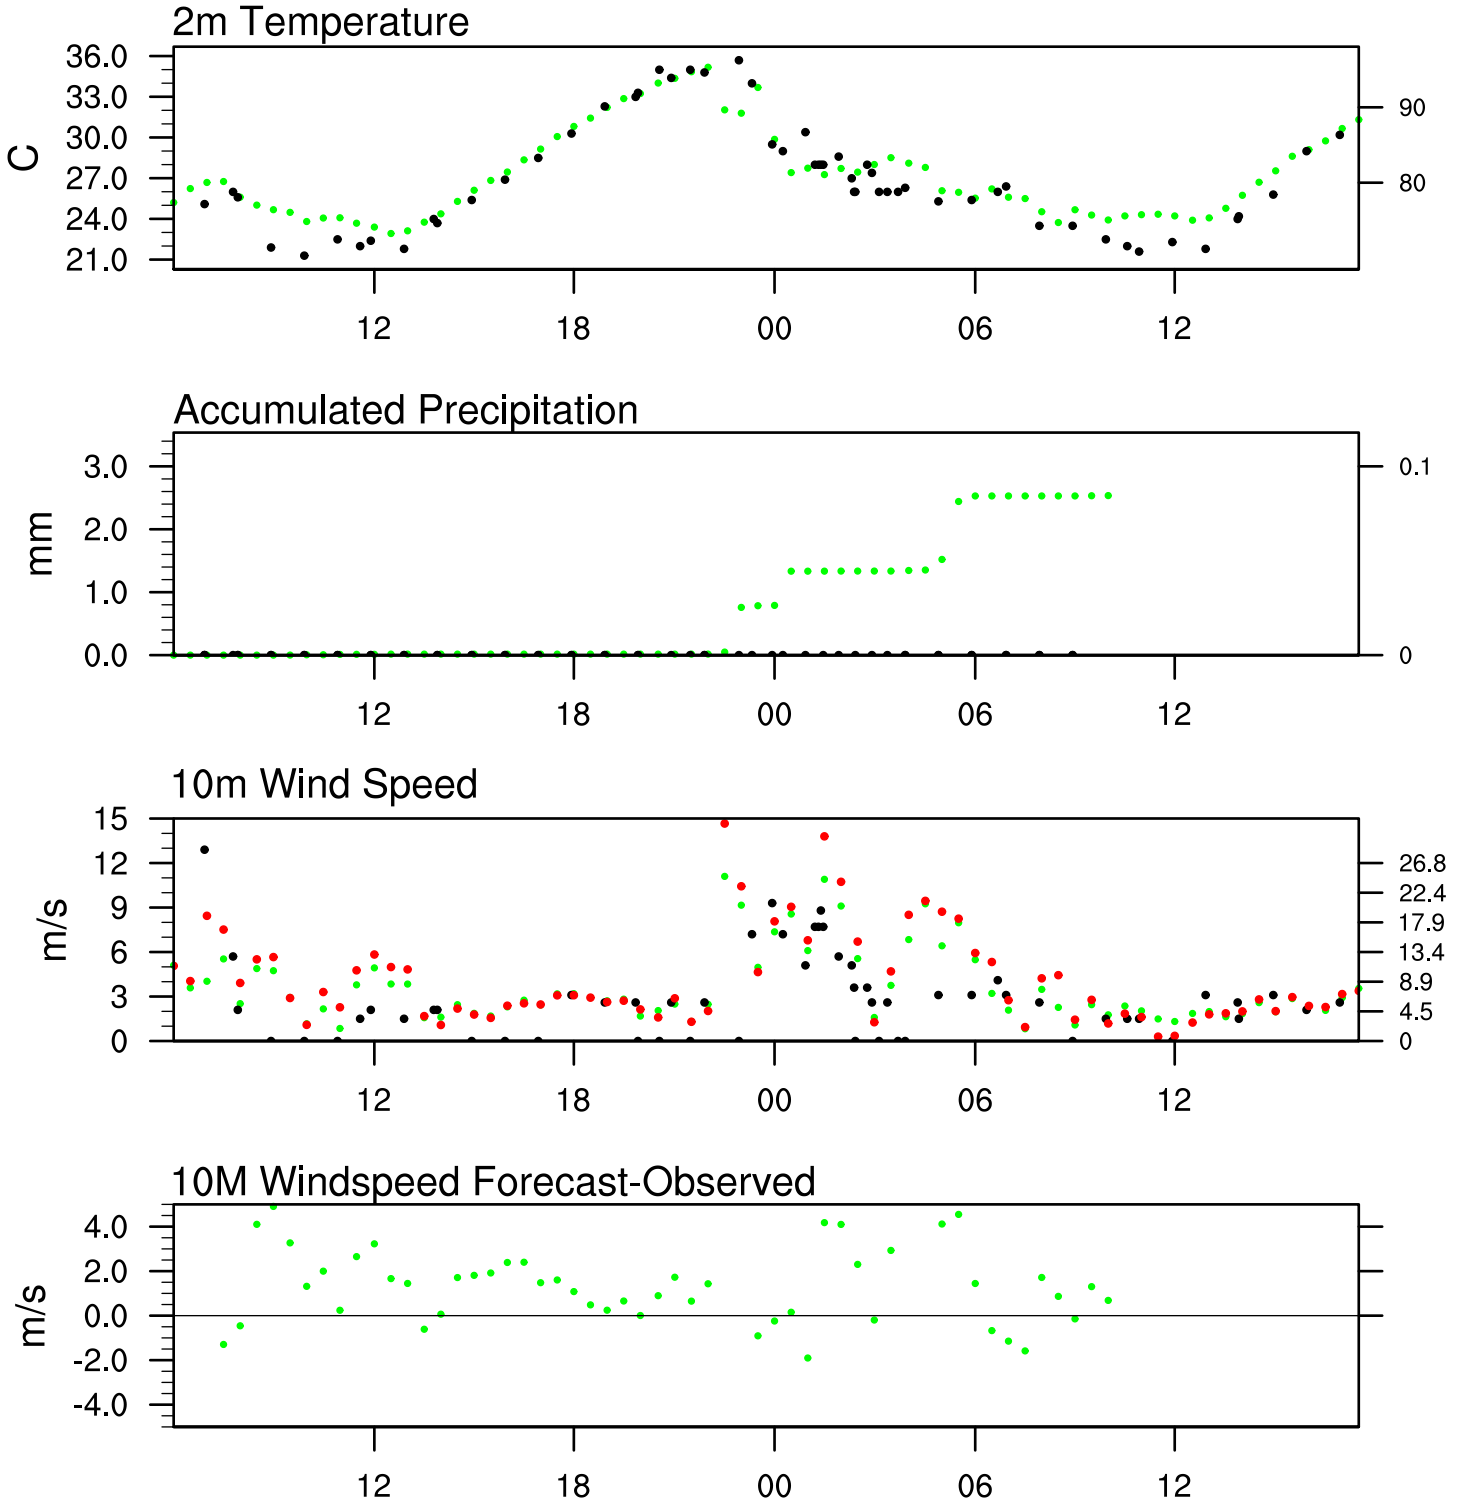 2m Temperature
36.0
33.0
30.0
27.0
24.0
21.0
C
90
80
12 18 00 06 12
Accumulated Precipitation
3.0
2.0
1.0
0.0
mm
0.1
0
12 18 00 06 12
10m Wind Speed
15
12
9
6
3
0
m/s
26.8
22.4
17.9
13.4
8.9
4.5
0
12 18 00 06 12
10M Windspeed Forecast-Observed
4.0
2.0
0.0
-2.0
-4.0
m/s
12 18 00 06 12